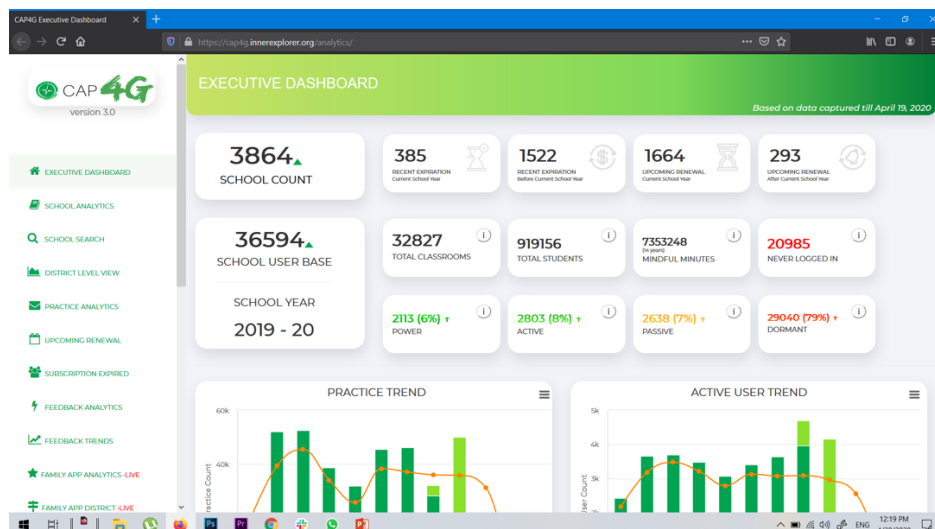 CAP4G Executive Dashboard
https://cap4g.innerexplorer.org/analytics/
CAP 4G
version 3.0
EXECUTIVE DASHBOARD
Based on data captured till April 19, 2020
EXECUTIVE DASHBOARD
SCHOOL ANALYTICS
SCHOOL SEARCH
DISTRICT LEVEL VIEW
PRACTICE ANALYTICS
UPCOMING RENEWAL
SUBSCRIPTION EXPIRED
FEEDBACK ANALYTICS
FEEDBACK TRENDS
FAMILY APP ANALYTICS -LIVE
FAMILY APP DISTRICT -LIVE
3864
SCHOOL COUNT
385
RECENT EXPIRATION
Current School Year
1522
RECENT EXPIRATION
Before Current School Year
1664
UPCOMING RENEWAL
Current School Year
293
UPCOMING RENEWAL
After Current School Year
36594
SCHOOL USER BASE
SCHOOL YEAR
2019 - 20
32827
TOTAL CLASSROOMS
919156
TOTAL STUDENTS
7353248
(14 years)
MINDFUL MINUTES
20985
NEVER LOGGED IN
2113 (6%) ↑
POWER
2803 (8%) ↑
ACTIVE
2638 (7%) ↑
PASSIVE
29040 (79%) ↑
DORMANT
PRACTICE TREND
60k
40k
ractice Count
ACTIVE USER TREND
5k
4k
3k
User Count
ENG
12:19 PM